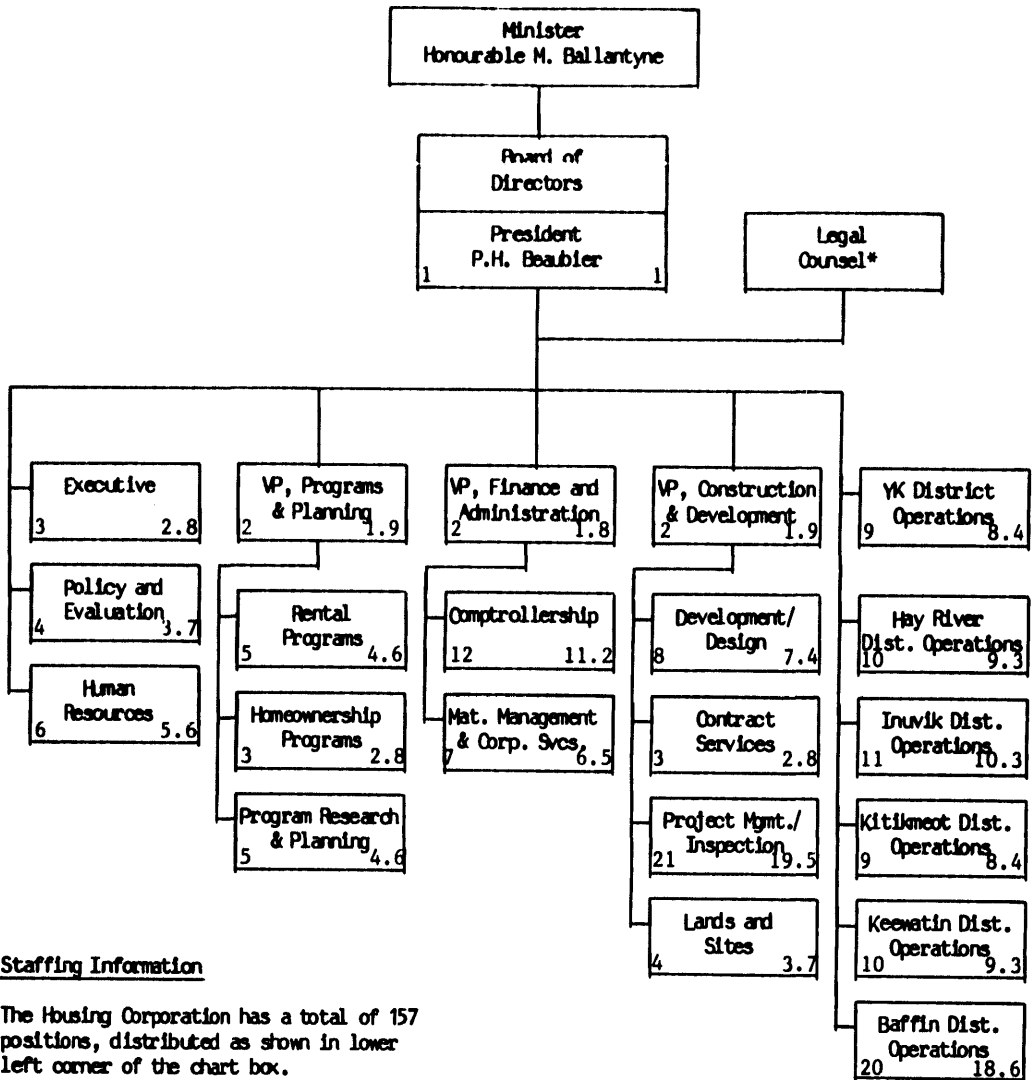 Minister
Honourable M. Ballantyne
Board of
Directors
President
P.H. Beaubier
1 1
Legal
Counsel*
Executive
3 2.8
Policy and
Evaluation
4 3.7
Human
Resources
6 5.6
VP, Programs
& Planning
2 1.9
Rental
Programs
5 4.6
Homeownership
Programs
3 2.8
Program Research
& Planning
5 4.6
VP, Finance and
Administration
2 1.8
Comptrollership
12 11.2
Mat. Management
& Corp. Svcs.
7 6.5
VP, Construction
& Development
2 1.9
Development/
Design
8 7.4
Contract
Services
3 2.8
Project Mgmt./
Inspection
21 19.5
Lands and
Sites
4 3.7
YK District
Operations
9 8.4
Hay River
Dist. Operations
10 9.3
Inuvik Dist.
Operations
11 10.3
Kitikmeot Dist.
Operations
9 8.4
Keewatin Dist.
Operations
10 9.3
Baffin Dist.
Operations
20 18.6
Staffing Information
The Housing Corporation has a total of 157
positions, distributed as shown in lower
left corner of the chart box.